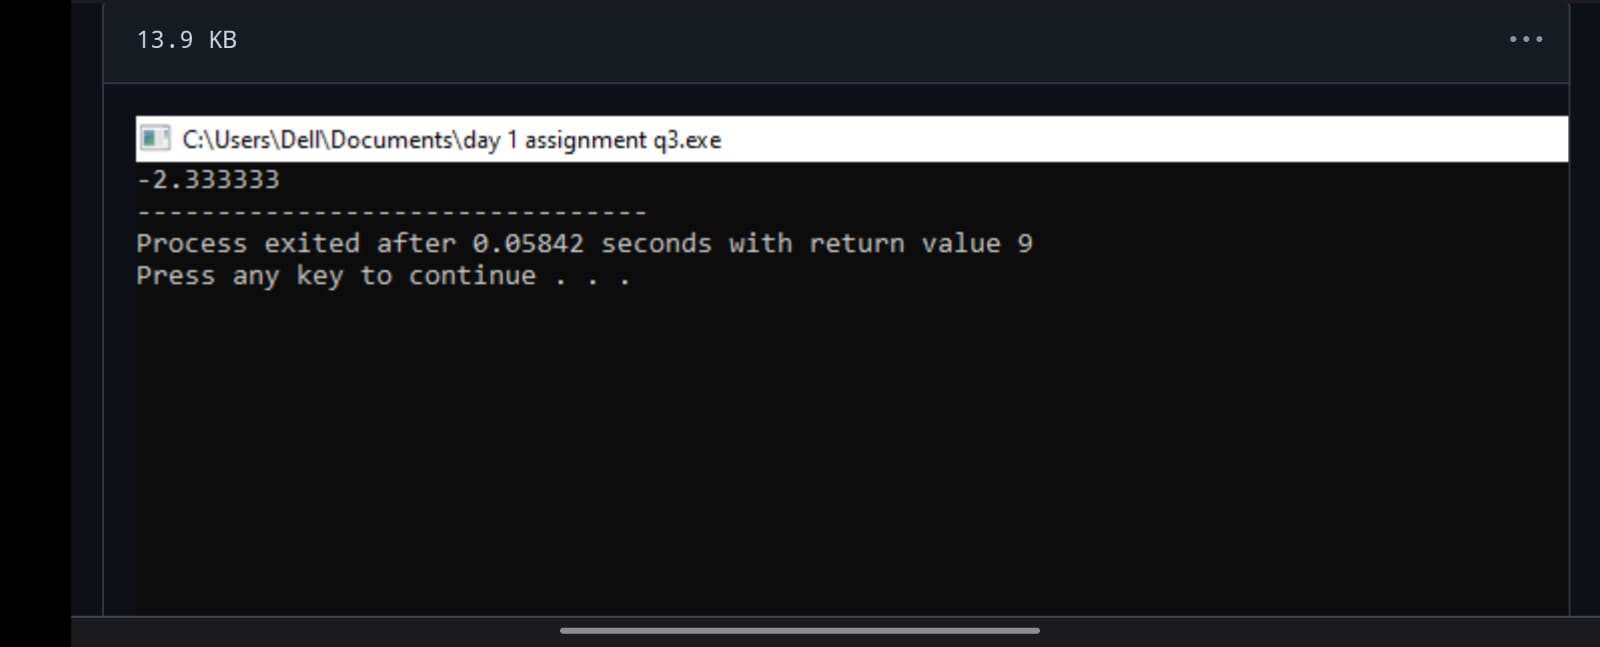 13.9 KB
C:\Users\Dell\Documents\day 1 assignment q3.exe
-2.333333
--------------------------------
Process exited after 0.05842 seconds with return value 9
Press any key to continue . . .